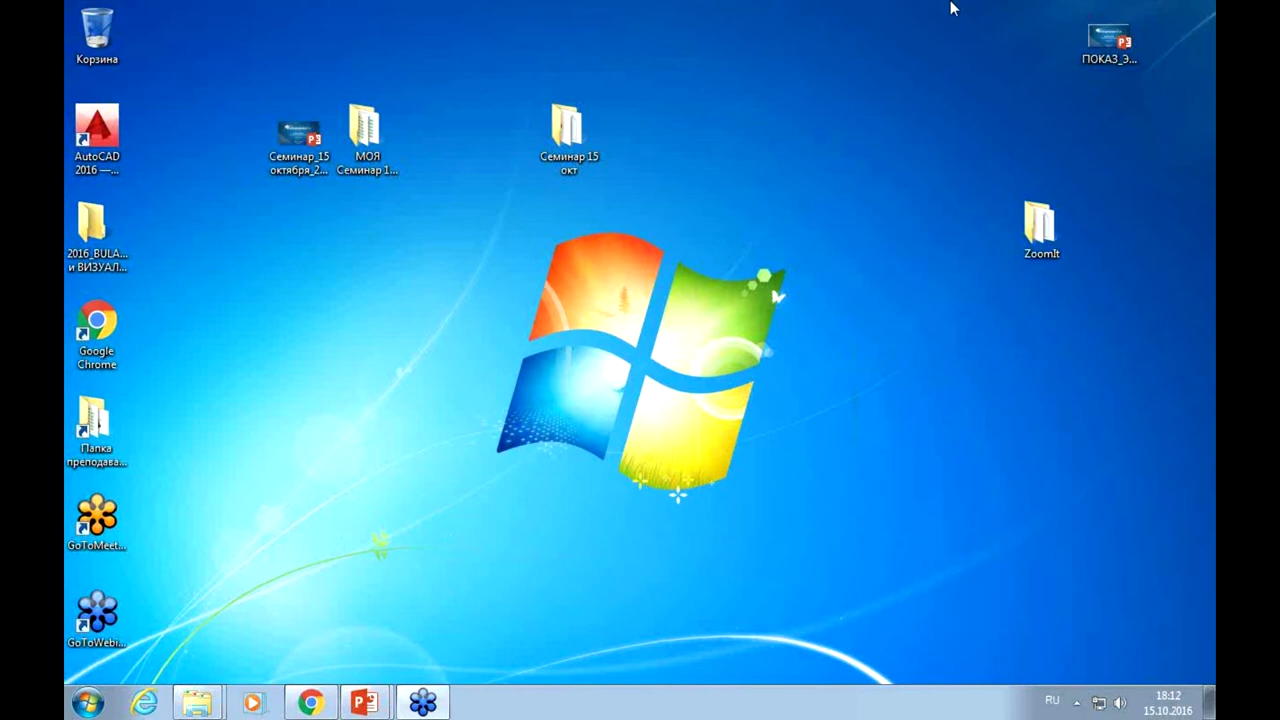 Корзина
AutoCAD
2016 —...
2016_BULA...
и ВИЗУАЛ...
Google
Chrome
Папка
преподава...
GoToMeet...
GoToWebi...
Семинар_15
октября_2...
МОЯ
Семинар 1...
Семинар 15
окт
ПОКАЗ_Э...
ZoomIt
RU
18:12
15.10.2016